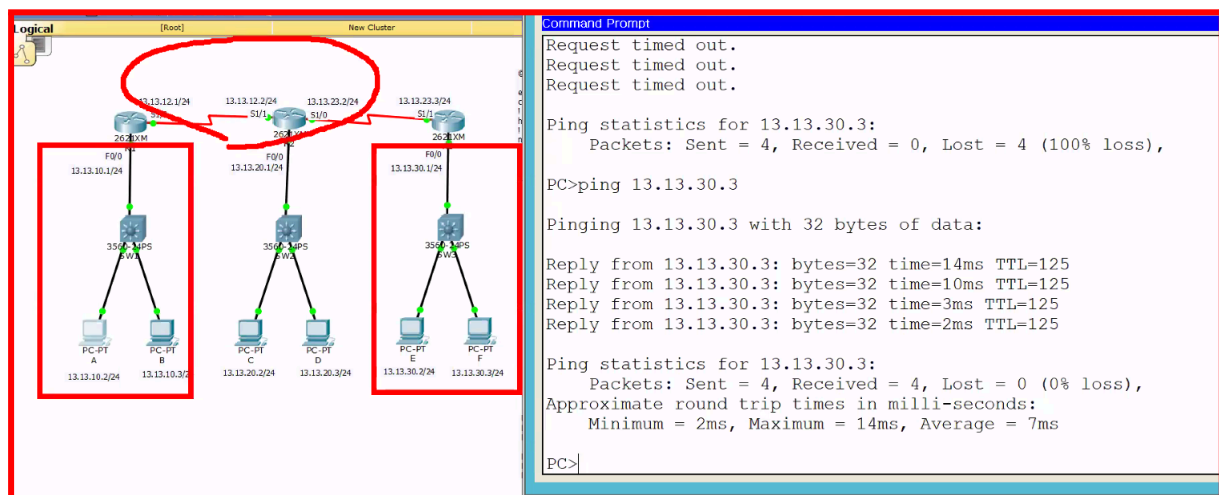 Logical
[Root]
New Cluster
13.13.12.1/24
13.13.12.2/24
13.13.23.2/24
13.13.23.3/24
S1/1
S1/0
S1/1
F0/0
13.13.10.1/24
F0/0
13.13.20.1/24
F0/0
13.13.30.1/24
PC-PT
A
PC-PT
B
PC-PT
C
PC-PT
D
PC-PT
E
PC-PT
F
13.13.10.2/24
13.13.10.3/2
13.13.20.2/24
13.13.20.3/24
13.13.30.2/24
13.13.30.3/24
Command Prompt
Request timed out.
Request timed out.
Request timed out.
Ping statistics for 13.13.30.3:
Packets: Sent = 4, Received = 0, Lost = 4 (100% loss),
PC>ping 13.13.30.3
Pinging 13.13.30.3 with 32 bytes of data:
Reply from 13.13.30.3: bytes=32 time=14ms TTL=125
Reply from 13.13.30.3: bytes=32 time=10ms TTL=125
Reply from 13.13.30.3: bytes=32 time=3ms TTL=125
Reply from 13.13.30.3: bytes=32 time=2ms TTL=125
Ping statistics for 13.13.30.3:
Packets: Sent = 4, Received = 4, Lost = 0 (0% loss),
Approximate round trip times in milli-seconds:
Minimum = 2ms, Maximum = 14ms, Average = 7ms
PC>